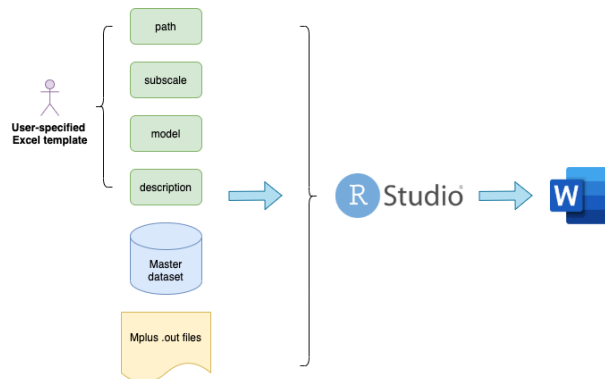 path
subscale
User-specified
Excel template
model
description
R Studio
W
Master
dataset
Mplus .out files